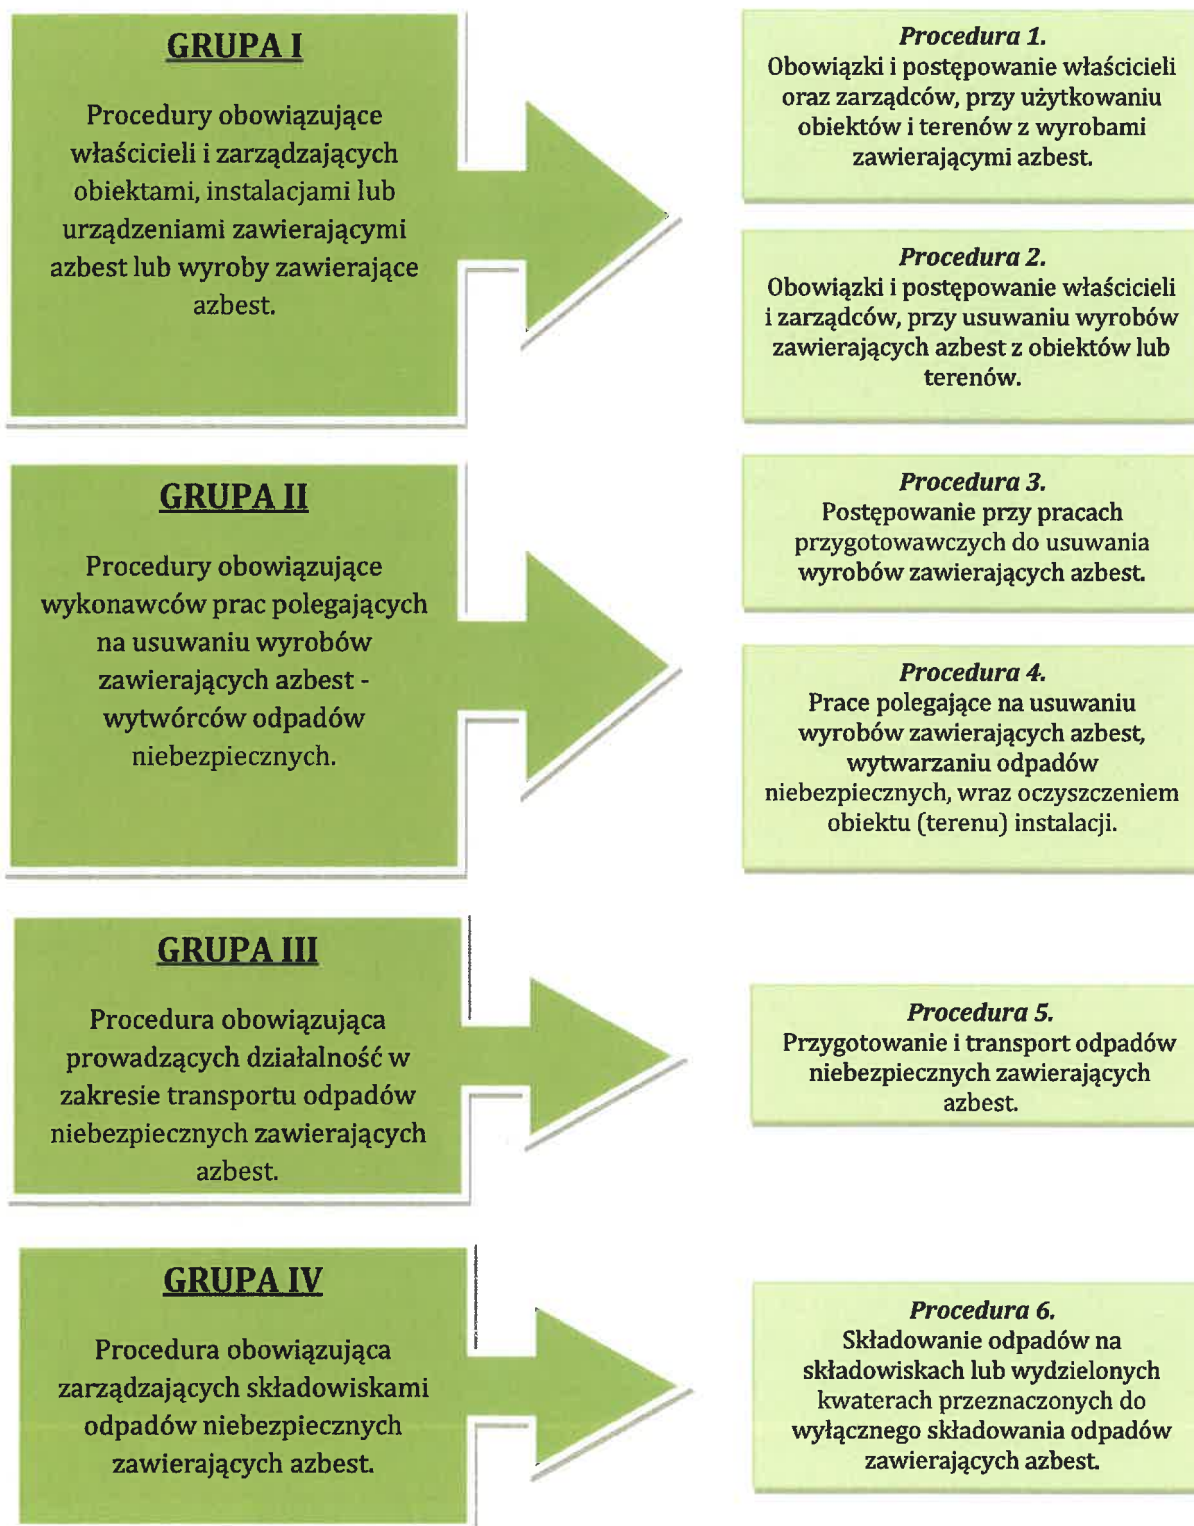 GRUPA I
Procedury obowiązujące
właścicieli i zarządzających
obiektami, instalacjami lub
urządzeniami zawierającymi
azbest lub wyroby zawierające
azbest.
Procedura 1.
Obowiązki i postępowanie właścicieli
oraz zarządców, przy użytkowaniu
obiektów i terenów z wyrobami
zawierającymi azbest.
Procedura 2.
Obowiązki i postępowanie właścicieli
i zarządców, przy usuwaniu wyrobów
zawierających azbest z obiektów lub
terenów.
GRUPA II
Procedury obowiązujące
wykonawców prac polegających
na usuwaniu wyrobów
zawierających azbest -
wytwórców odpadów
niebezpiecznych.
Procedura 3.
Postępowanie przy pracach
przygotowawczych do usuwania
wyrobów zawierających azbest.
Procedura 4.
Prace polegające na usuwaniu
wyrobów zawierających azbest,
wytwarzaniu odpadów
niebezpiecznych, wraz oczyszczeniem
obiektu (terenu) instalacji.
GRUPA III
Procedura obowiązująca
prowadzących działalność w
zakresie transportu odpadów
niebezpiecznych zawierających
azbest.
Procedura 5.
Przygotowanie i transport odpadów
niebezpiecznych zawierających
azbest.
GRUPA IV
Procedura obowiązująca
zarządzających składowiskami
odpadów niebezpiecznych
zawierających azbest.
Procedura 6.
Składowanie odpadów na
składowiskach lub wydzielonych
kwaterach przeznaczonych do
wyłącznego składowania odpadów
zawierających azbest.